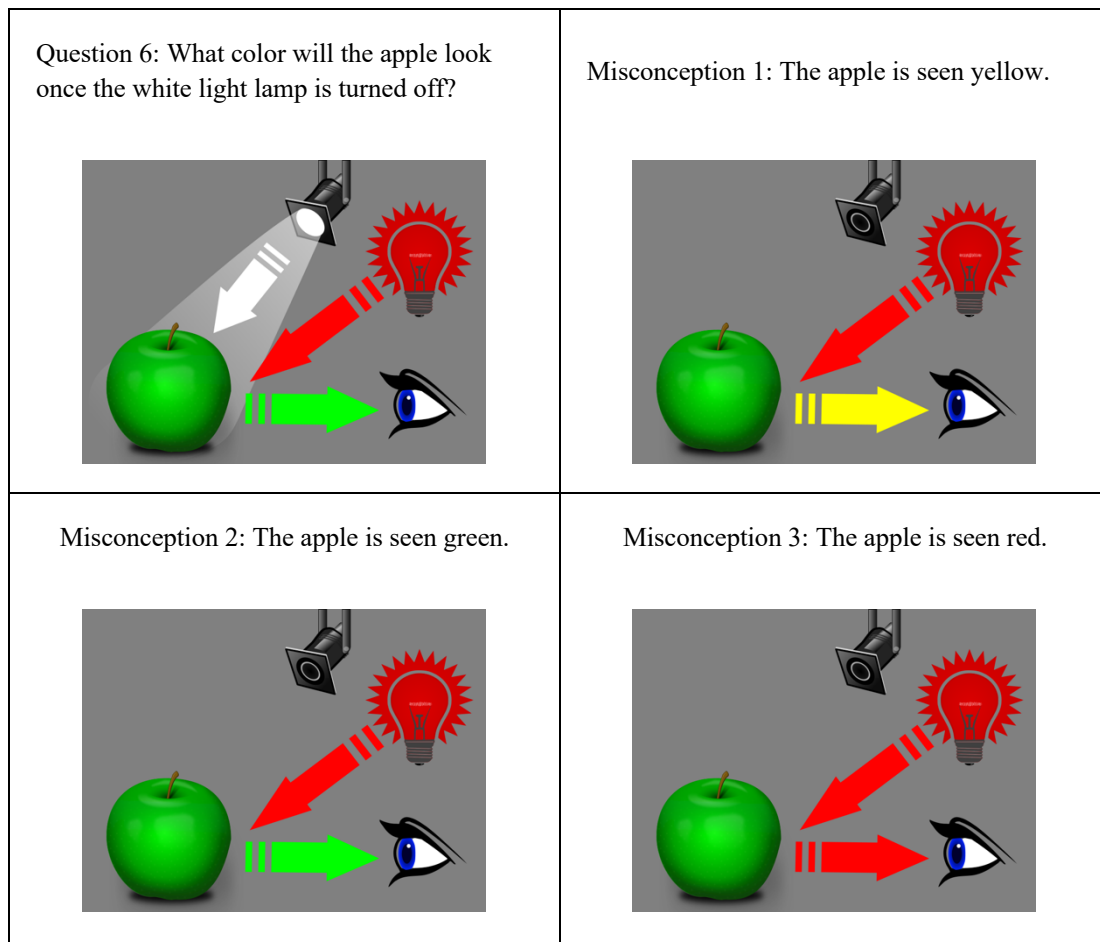 Question 6: What color will the apple look
once the white light lamp is turned off?
Misconception 1: The apple is seen yellow.
Misconception 2: The apple is seen green.
Misconception 3: The apple is seen red.